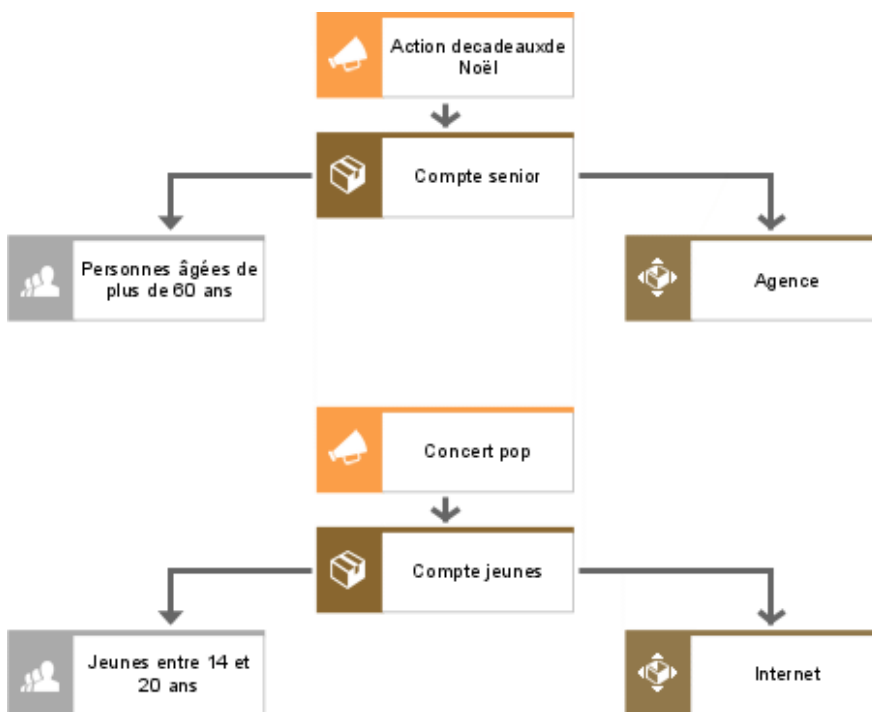 Action decadeauxde
Noël
Compte senior
Personnes âgées de
plus de 60 ans
Agence
Concert pop
Compte jeunes
Jeunes entre 14 et
20 ans
Internet